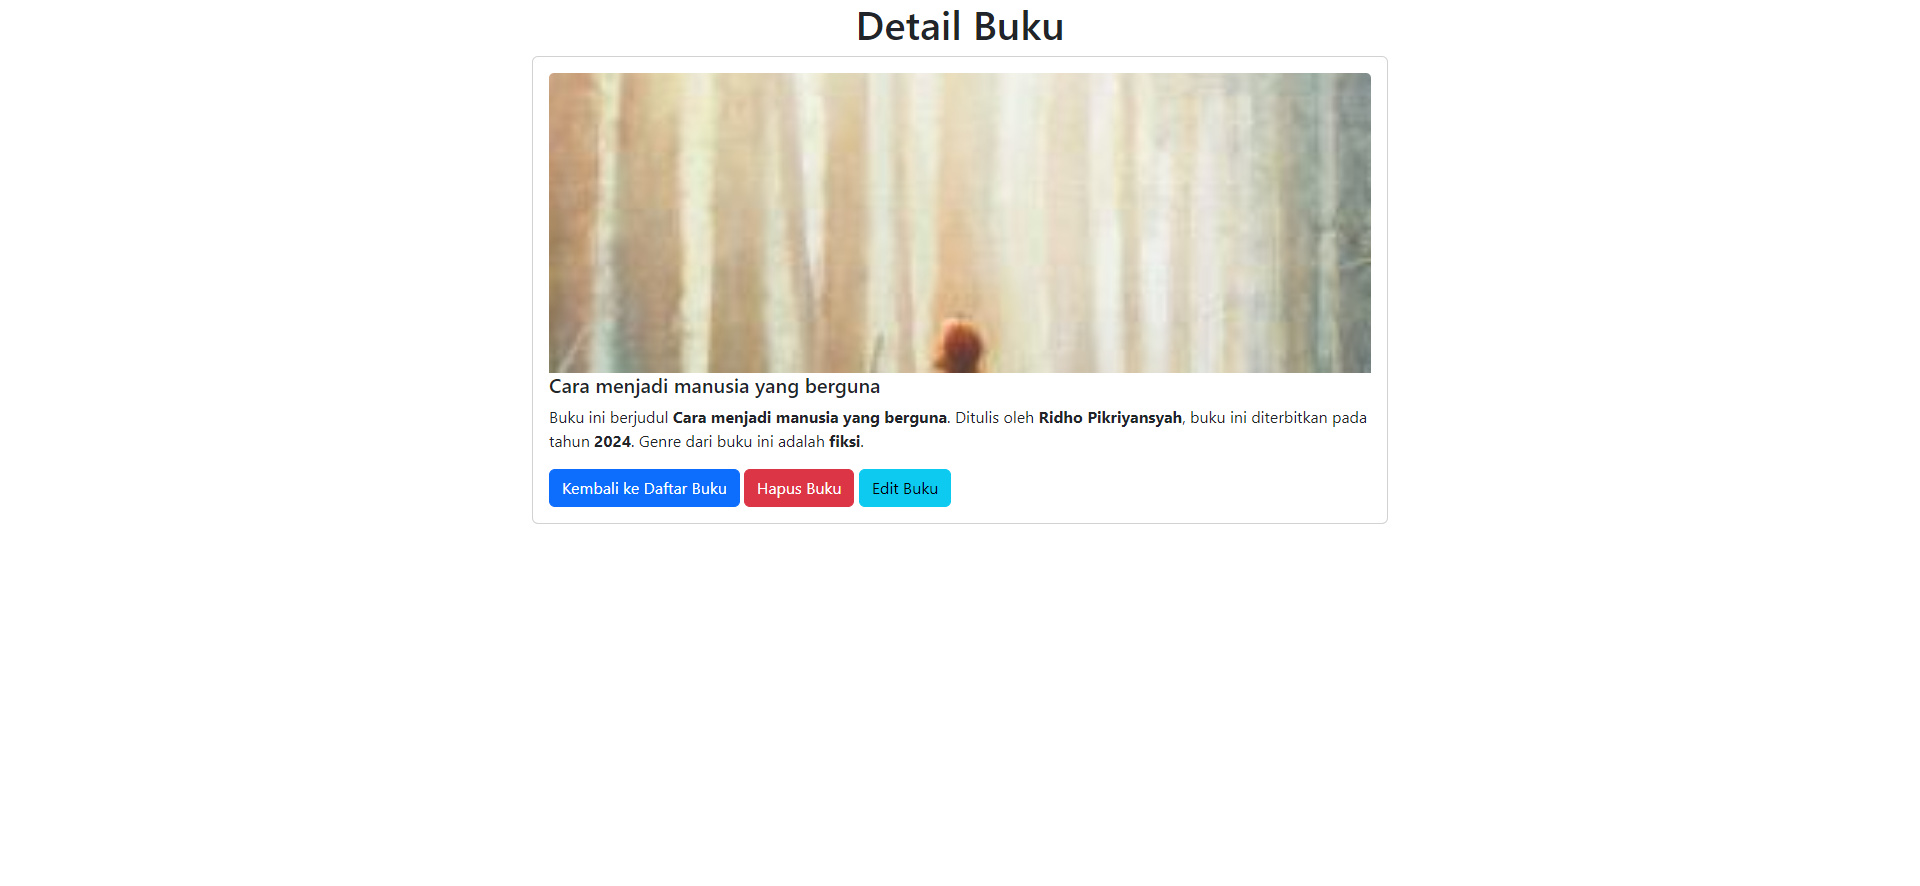 Detail Buku
Cara menjadi manusia yang berguna
Buku ini berjudul Cara menjadi manusia yang berguna. Ditulis oleh Ridho Pikriyansyah, buku ini diterbitkan pada
tahun 2024. Genre dari buku ini adalah fiksi.
Kembali ke Daftar Buku Hapus Buku Edit Buku